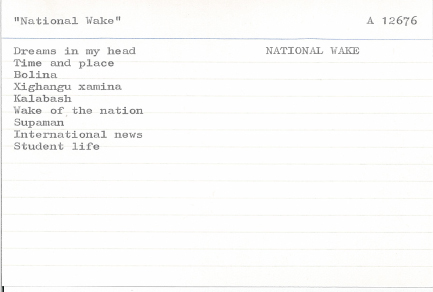 "National Wake" A 12676
Dreams in my head NATIONAL WAKE
Time and place
Bolina
Xighangu xamina
Kalabash
Wake of the nation
Supaman
International news
Student life